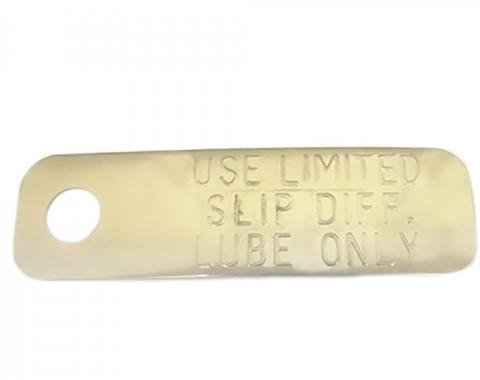 USE LIMITED
SLIP DIFF.
LUBE ONLY